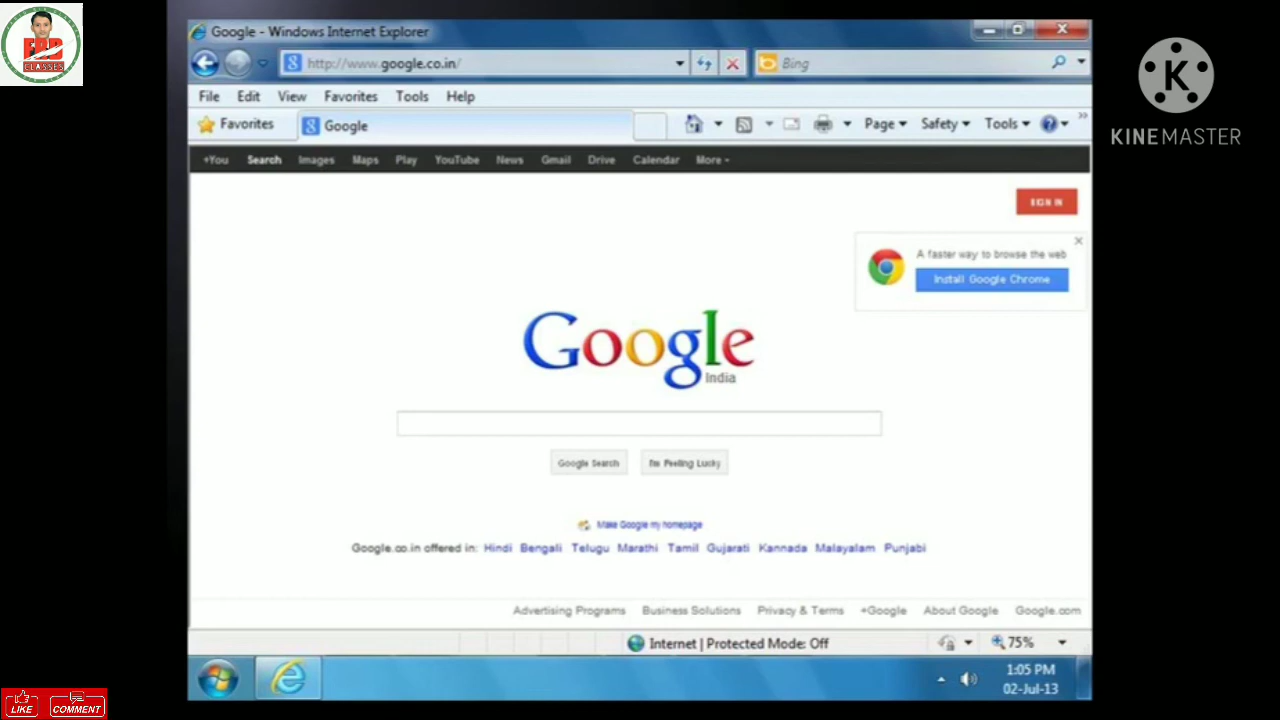 Google - Windows Internet Explorer
http://www.google.co.in/
Bing
File Edit View Favorites Tools Help
Favorites Google Page Safety Tools
+You Search Images Maps Play YouTube News Gmail Drive Calendar More
SIGN IN
A faster way to browse the web
Install Google Chrome
Google
India
Google Search I'm Feeling Lucky
Make Google my homepage
Google.co.in offered in: Hindi Bengali Telugu Marathi Tamil Gujarati Kannada Malayalam Punjabi
Advertising Programs Business Solutions Privacy & Terms +Google About Google Google.com
Internet | Protected Mode: Off 75%
1:05 PM
02-Jul-13
K
KINEMASTER
CLASSES
LIKE COMMENT